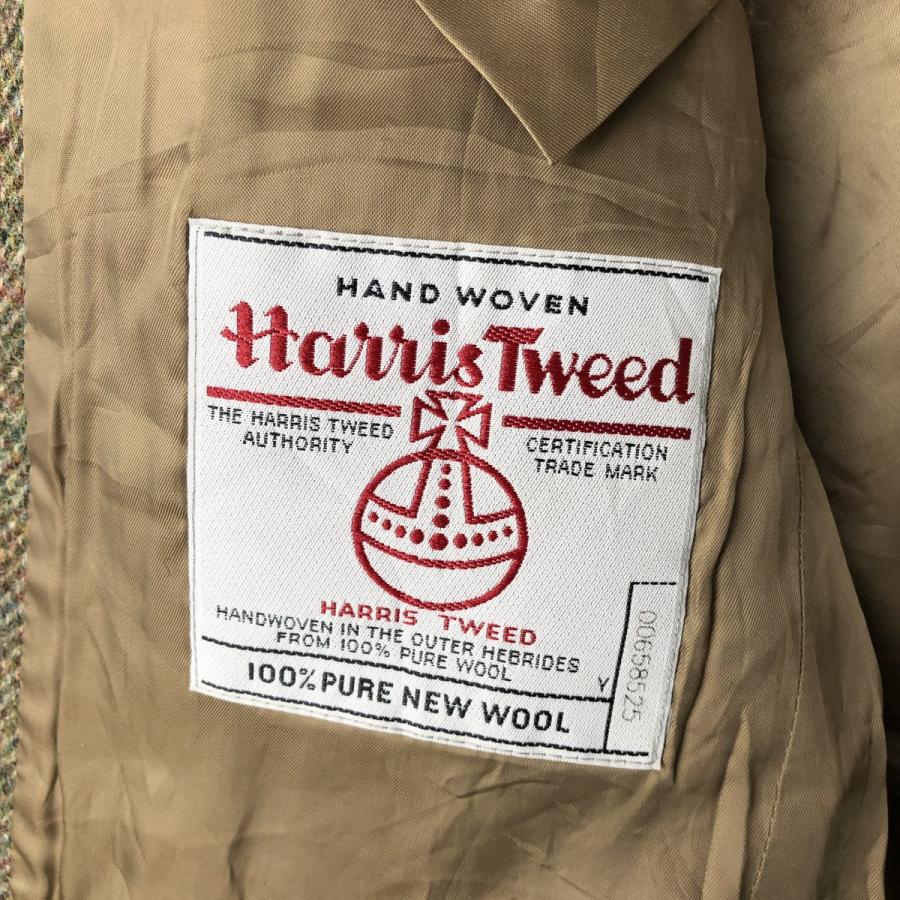 HAND WOVEN
Harris Tweed
THE HARRIS TWEED
AUTHORITY
CERTIFICATION
TRADE MARK
HARRIS TWEED
HANDWOVEN IN THE OUTER HEBRIDES
FROM 100% PURE WOOL
Y
100% PURE NEW WOOL
00658525